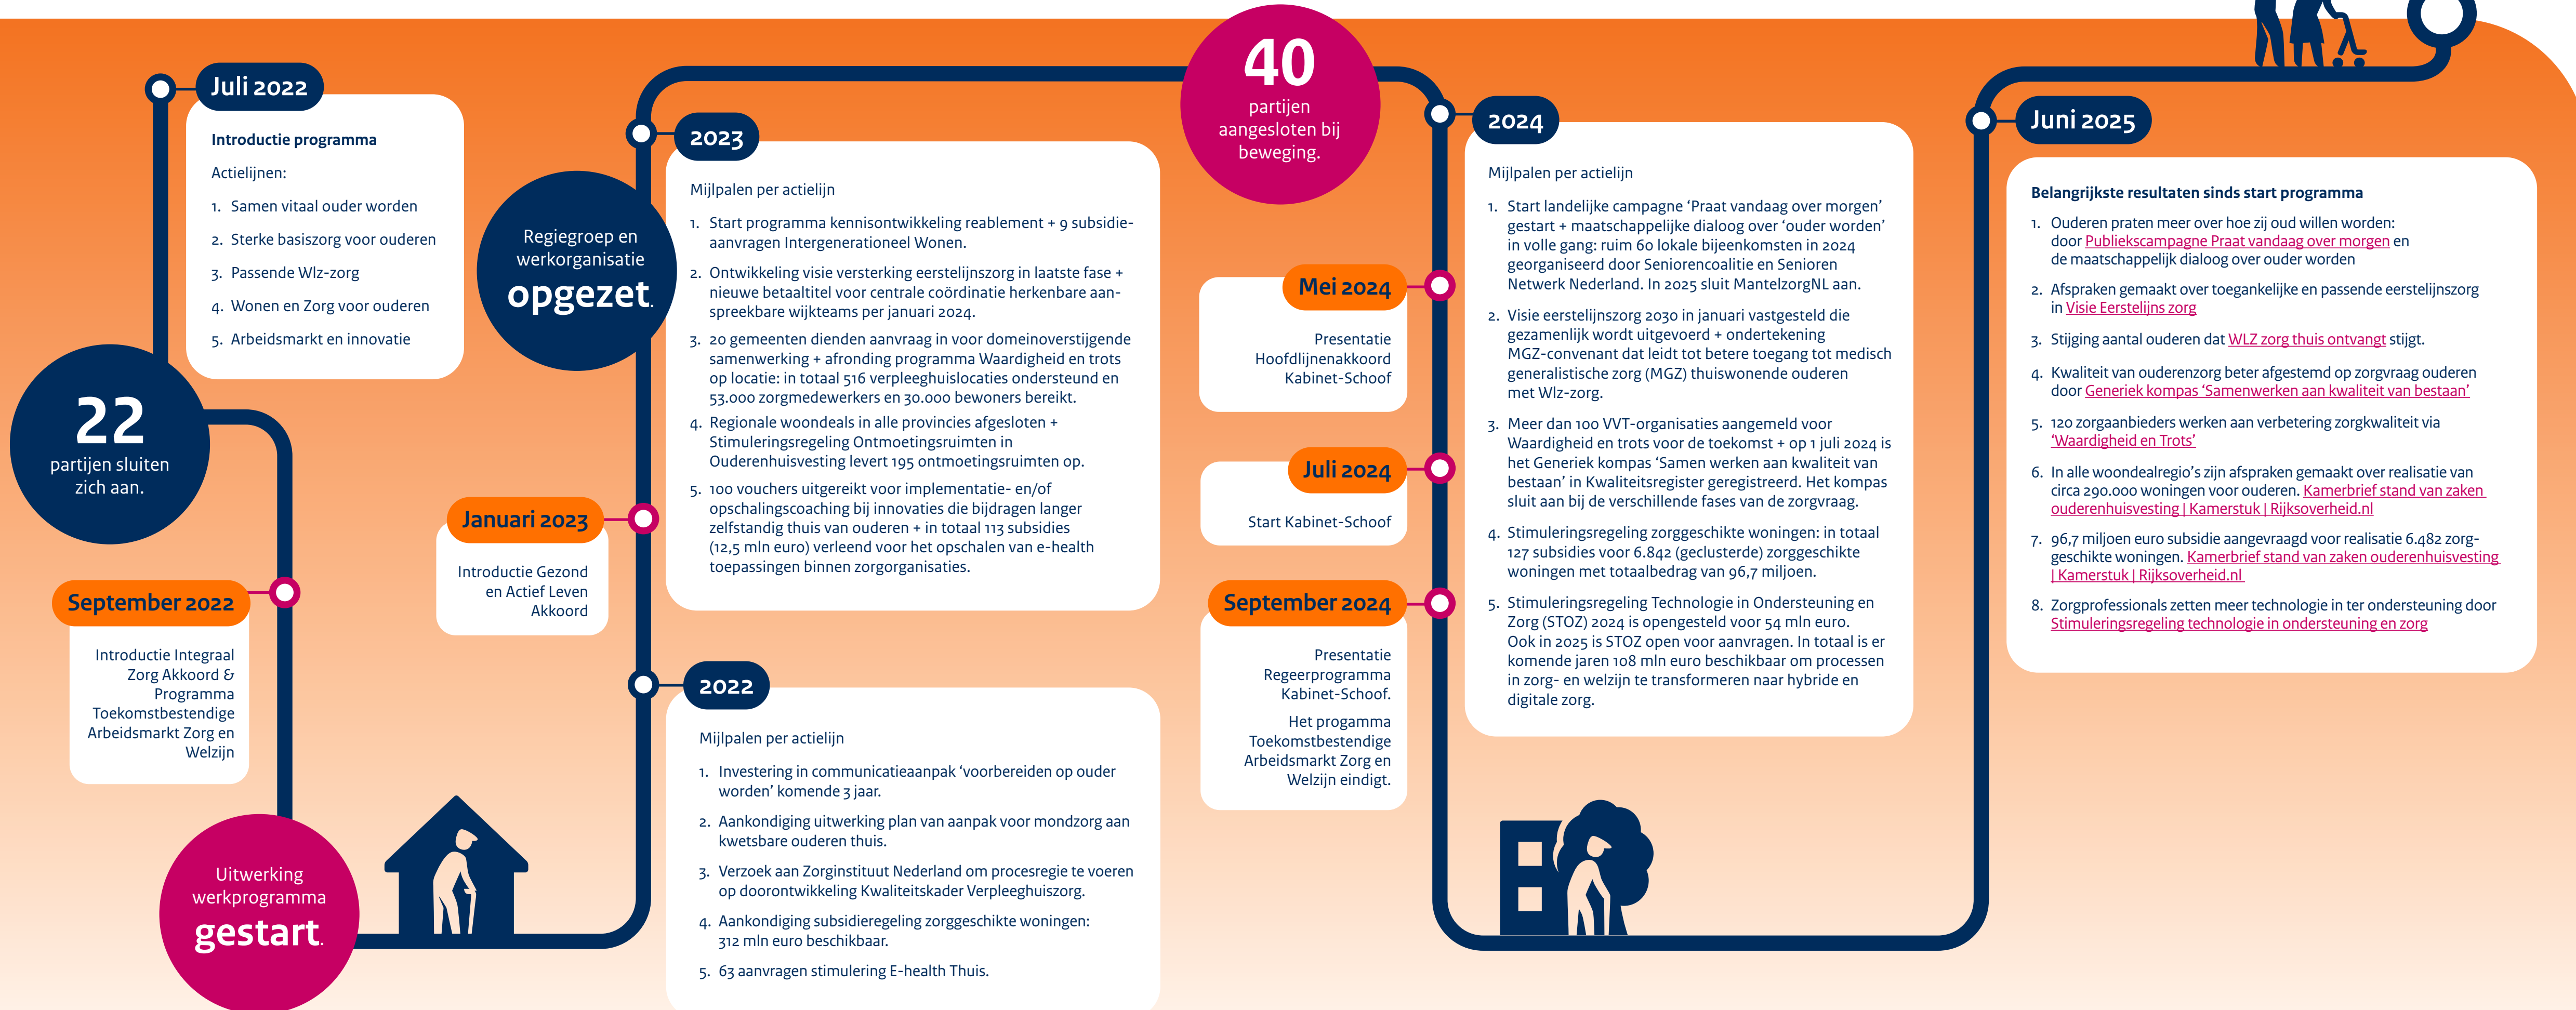 Juli 2022
Introductie programma
Actielijnen:
1. Samen vitaal ouder worden
2. Sterke basiszorg voor ouderen
3. Passende Wlz-zorg
4. Wonen en Zorg voor ouderen
5. Arbeidsmarkt en innovatie
22
partijen sluiten
zich aan.
September 2022
Introductie Integraal
Zorg Akkoord &
Programma
Toekomstbestendige
Arbeidsmarkt Zorg en
Welzijn
Uitwerking
werkprogramma
gestart.
2022
Mijlpalen per actielijn
1. Investering in communicatieaanpak ‘voorbereiden op ouder
worden’ komende 3 jaar.
2. Aankondiging uitwerking plan van aanpak voor mondzorg aan
kwetsbare ouderen thuis.
3. Verzoek aan Zorginstituut Nederland om procesregie te voeren
op doorontwikkeling Kwaliteitskader Verpleeghuiszorg.
4. Aankondiging subsidieregeling zorggeschikte woningen:
312 mln euro beschikbaar.
5. 63 aanvragen stimulering E-health Thuis.
Januari 2023
Introductie Gezond
en Actief Leven
Akkoord
Regiegroep en
werkorganisatie
opgezet.
2023
Mijlpalen per actielijn
1. Start programma kennisontwikkeling reablement + 9 subsidie-
aanvragen Intergenerationeel Wonen.
2. Ontwikkeling visie versterking eerstelijnszorg in laatste fase +
nieuwe betaaltitel voor centrale coördinatie herkenbare aan-
spreekbare wijkteams per januari 2024.
3. 20 gemeenten dienden aanvraag in voor domeinoverstijgende
samenwerking + afronding programma Waardigheid en trots
op locatie: in totaal 516 verpleeghuislocaties ondersteund en
53.000 zorgmedewerkers en 30.000 bewoners bereikt.
4. Regionale woondeals in alle provincies afgesloten +
Stimuleringsregeling Ontmoetingsruimten in
Ouderenhuisvesting levert 195 ontmoetingsruimten op.
5. 100 vouchers uitgereikt voor implementatie- en/of
opschalingscoaching bij innovaties die bijdragen langer
zelfstandig thuis van ouderen + in totaal 113 subsidies
(12,5 mln euro) verleend voor het opschalen van e-health
toepassingen binnen zorgorganisaties.
40
partijen
aangesloten bij
beweging.
2024
Mijlpalen per actielijn
1. Start landelijke campagne ‘Praat vandaag over morgen’
gestart + maatschappelijke dialoog over ‘ouder worden’
in volle gang: ruim 60 lokale bijeenkomsten in 2024
georganiseerd door Seniorencoalitie en Senioren
Netwerk Nederland. In 2025 sluit MantelzorgNL aan.
2. Visie eerstelijnszorg 2030 in januari vastgesteld die
gezamenlijk wordt uitgevoerd + ondertekening
MGZ-convenant dat leidt tot betere toegang tot medisch
generalistische zorg (MGZ) thuiswonende ouderen
met Wlz-zorg.
3. Meer dan 100 VVT-organisaties aangemeld voor
Waardigheid en trots voor de toekomst + op 1 juli 2024 is
het Generiek kompas ‘Samen werken aan kwaliteit van
bestaan’ in Kwaliteitsregister geregistreerd. Het kompas
sluit aan bij de verschillende fases van de zorgvraag.
4. Stimuleringsregeling zorggeschikte woningen: in totaal
127 subsidies voor 6.842 (geclusterde) zorggeschikte
woningen met totaalbedrag van 96,7 miljoen.
5. Stimuleringsregeling Technologie in Ondersteuning en
Zorg (STOZ) 2024 is opengesteld voor 54 mln euro.
Ook in 2025 is STOZ open voor aanvragen. In totaal is er
komende jaren 108 mln euro beschikbaar om processen
in zorg- en welzijn te transformeren naar hybride en
digitale zorg.
Mei 2024
Presentatie
Hoofdlijnenakkoord
Kabinet-Schoof
Juli 2024
Start Kabinet-Schoof
September 2024
Presentatie
Regeerprogramma
Kabinet-Schoof.
Het progamma
Toekomstbestendige
Arbeidsmarkt Zorg en
Welzijn eindigt.
Juni 2025
Belangrijkste resultaten sinds start programma
1. Ouderen praten meer over hoe zij oud willen worden:
door Publiekscampagne Praat vandaag over morgen en
de maatschappelijk dialoog over ouder worden
2. Afspraken gemaakt over toegankelijke en passende eerstelijnszorg
in Visie Eerstelijns zorg
3. Stijging aantal ouderen dat WLZ zorg thuis ontvangt stijgt.
4. Kwaliteit van ouderenzorg beter afgestemd op zorgvraag ouderen
door Generiek kompas ‘Samenwerken aan kwaliteit van bestaan’
5. 120 zorgaanbieders werken aan verbetering zorgkwaliteit via
‘Waardigheid en Trots’
6. In alle woondealregio’s zijn afspraken gemaakt over realisatie van
circa 290.000 woningen voor ouderen. Kamerbrief stand van zaken
ouderenhuisvesting | Kamerstuk | Rijksoverheid.nl
7. 96,7 miljoen euro subsidie aangevraagd voor realisatie 6.482 zorg-
geschikte woningen. Kamerbrief stand van zaken ouderenhuisvesting
| Kamerstuk | Rijksoverheid.nl
8. Zorgprofessionals zetten meer technologie in ter ondersteuning door
Stimuleringsregeling technologie in ondersteuning en zorg